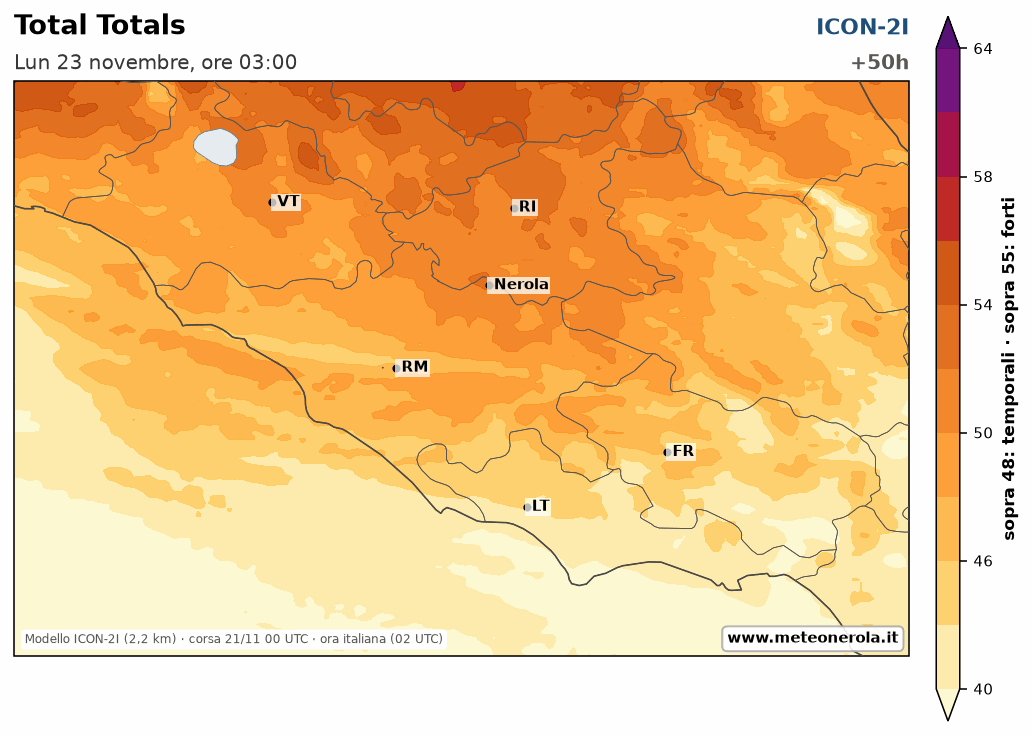 Total Totals
ICON-2I
Lun 23 novembre, ore 03:00
+50h
64
58
54
50
46
40
sopra 48: temporali · sopra 55: forti
VT
RI
Nerola
RM
FR
LT
Modello ICON-2I (2,2 km) · corsa 21/11 00 UTC · ora italiana (02 UTC)
www.meteonerola.it